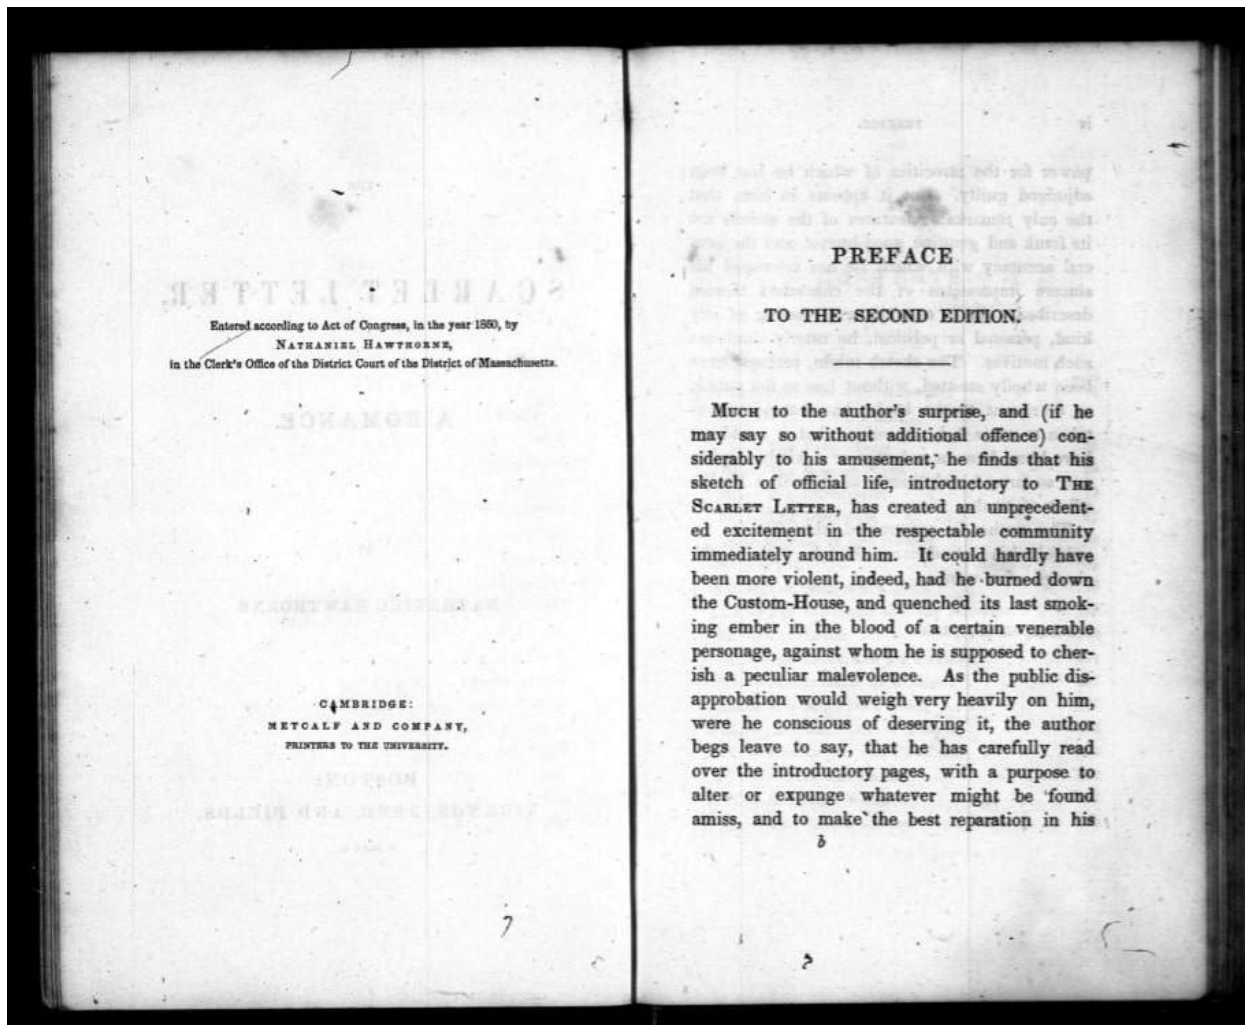 Entered according to Act of Congress, in the year 1850, by
NATHANIEL HAWTHORNE,
in the Clerk's Office of the District Court of the District of Massachusetts.
CAMBRIDGE:
METCALF AND COMPANY,
PRINTERS TO THE UNIVERSITY.
7
PREFACE
TO THE SECOND EDITION.
MUCH to the author's surprise, and (if he
may say so without additional offence) con-
siderably to his amusement, he finds that his
sketch of official life, introductory to THE
SCARLET LETTER, has created an unprecedent-
ed excitement in the respectable community
immediately around him. It could hardly have
been more violent, indeed, had he burned down
the Custom-House, and quenched its last smok-
ing ember in the blood of a certain venerable
personage, against whom he is supposed to cher-
ish a peculiar malevolence. As the public dis-
approbation would weigh very heavily on him,
were he conscious of deserving it, the author
begs leave to say, that he has carefully read
over the introductory pages, with a purpose to
alter or expunge whatever might be found
amiss, and to make the best reparation in his
b